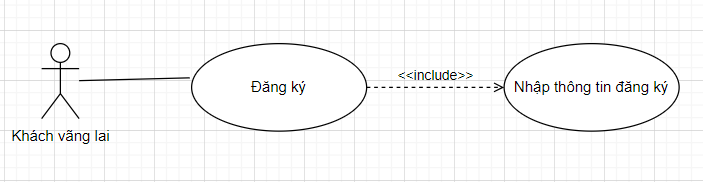 <<include>>
Đăng ký
Nhập thông tin đăng ký
Khách vãng lai